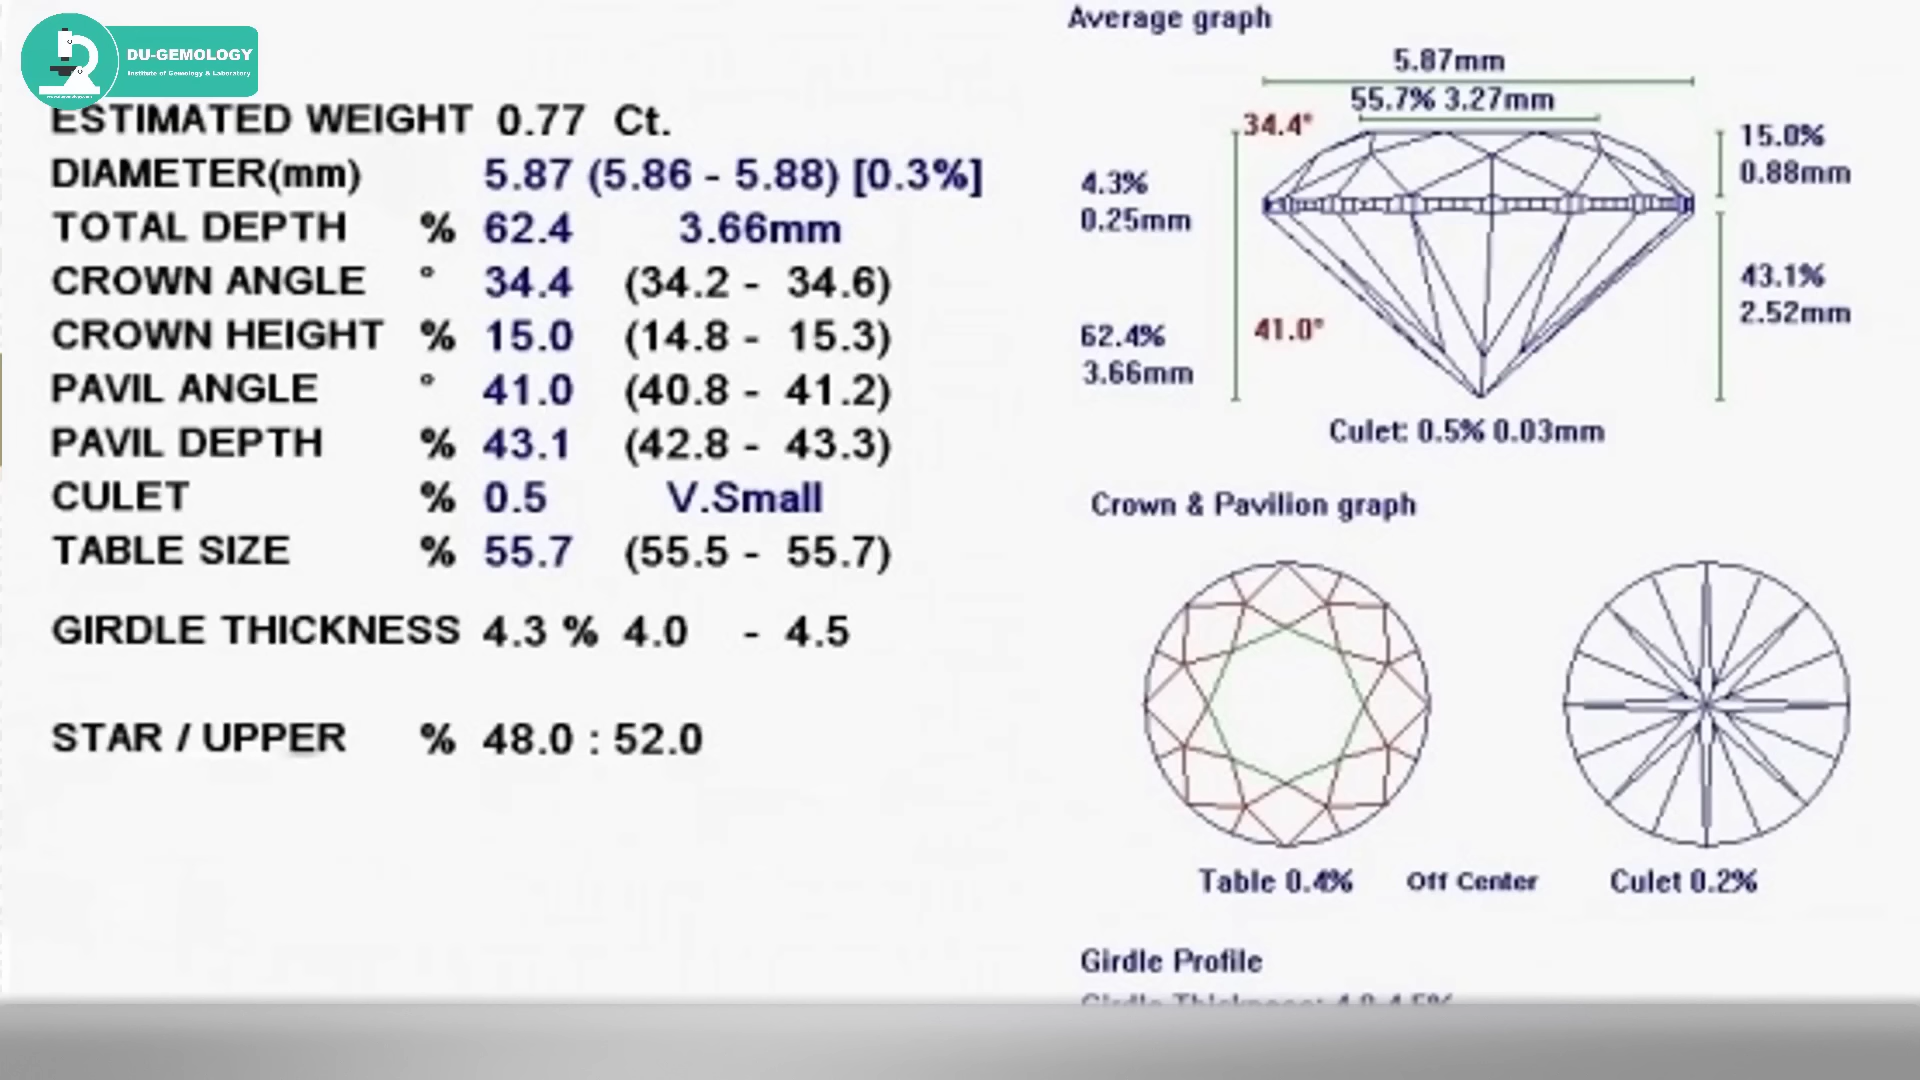 DU-GEMOLOGY
Institute of Gemology & Laboratory
ESTIMATED WEIGHT 0.77 Ct.
DIAMETER(mm) 5.87 (5.86 - 5.88) [0.3%]
TOTAL DEPTH % 62.4 3.66mm
CROWN ANGLE ° 34.4 (34.2 - 34.6)
CROWN HEIGHT % 15.0 (14.8 - 15.3)
PAVIL ANGLE ° 41.0 (40.8 - 41.2)
PAVIL DEPTH % 43.1 (42.8 - 43.3)
CULET % 0.5 V.Small
TABLE SIZE % 55.7 (55.5 - 55.7)
GIRDLE THICKNESS 4.3 % 4.0 - 4.5
STAR / UPPER % 48.0 : 52.0
Average graph
5.87mm
55.7% 3.27mm
34.4°
15.0%
0.88mm
4.3%
0.25mm
43.1%
2.52mm
41.0°
62.4%
3.66mm
Culet: 0.5% 0.03mm
Crown & Pavilion graph
Table 0.4% Off Center Culet 0.2%
Girdle Profile
Girdle Thickness: 4.0-4.5%